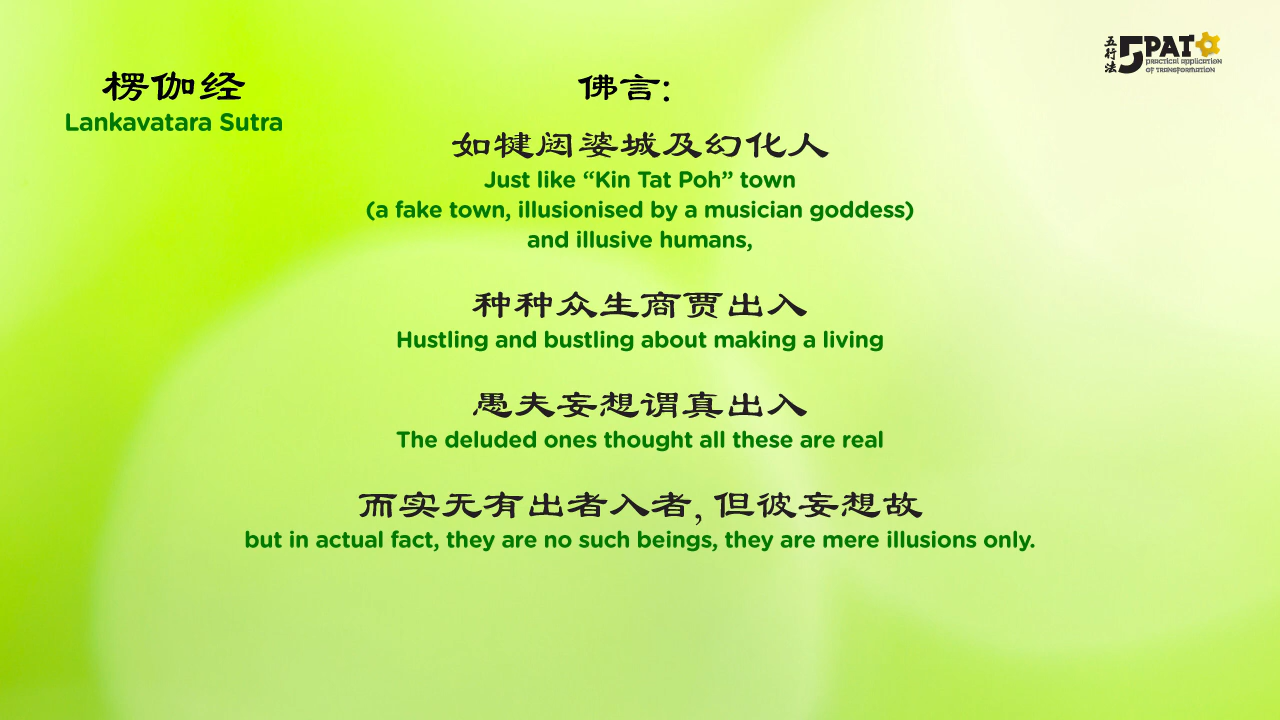 楞伽经
Lankavatara Sutra
佛言:
如犍闼婆城及幻化人
Just like “Kin Tat Poh” town
(a fake town, illusionised by a musician goddess)
and illusive humans,
种种众生商贾出入
Hustling and bustling about making a living
愚夫妄想谓真出入
The deluded ones thought all these are real
而实无有出者入者, 但彼妄想故
but in actual fact, they are no such beings, they are mere illusions only.
五行法
5PAT
PRACTICAL APPLICATION
OF TRANSFORMATION